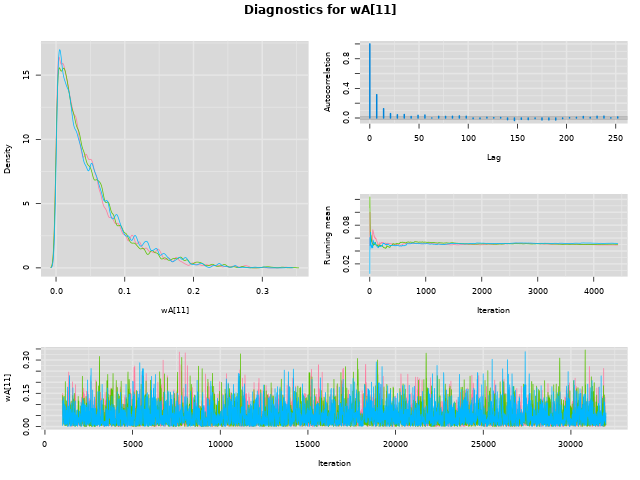 Diagnostics for wA[11]
Density
0 5 10 15
0.0 0.1 0.2 0.3
wA[11]
Autocorrelation
0.0 0.4 0.8
0 50 100 150 200 250
Lag
Running mean
0.02 0.08
0 1000 2000 3000 4000
Iteration
wA[11]
0.00 0.15 0.30
0 5000 10000 15000 20000 25000 30000
Iteration